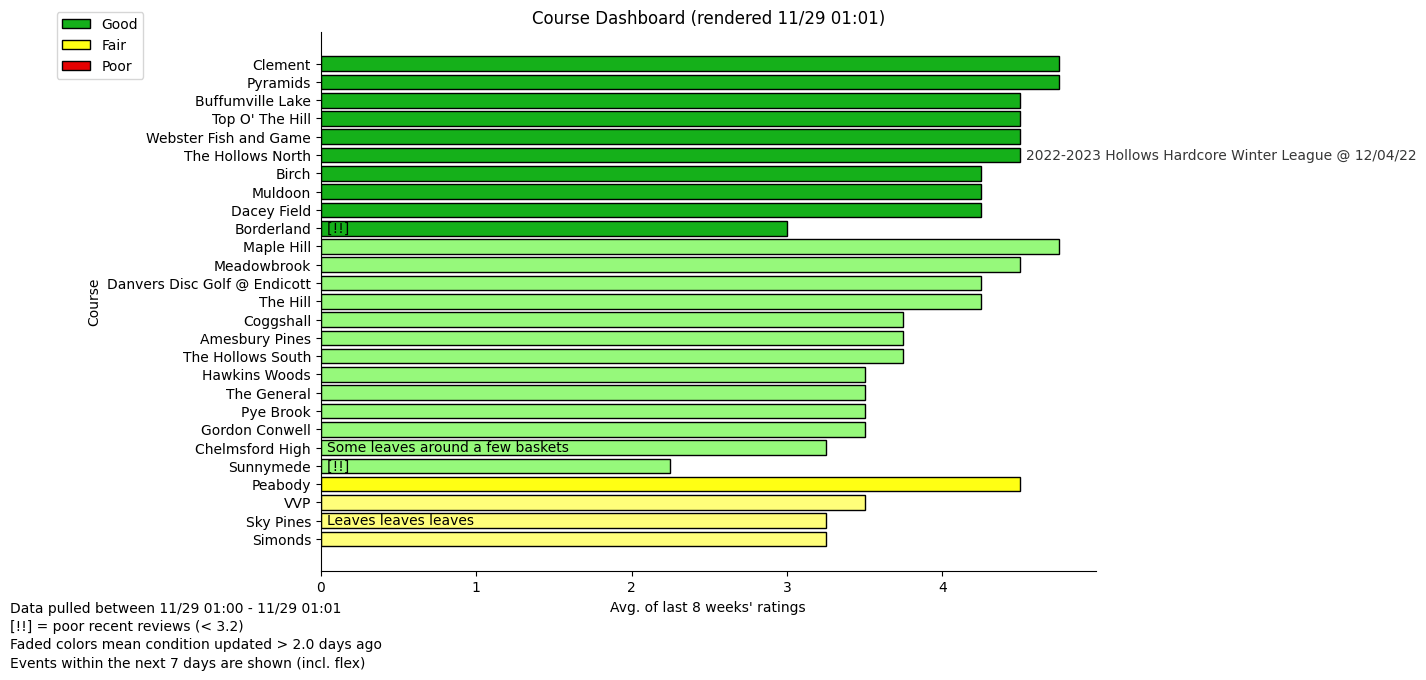 Course Dashboard (rendered 11/29 01:01)
Good
Fair
Poor
Course
Clement
Pyramids
Buffumville Lake
Top O' The Hill
Webster Fish and Game
The Hollows North
2022-2023 Hollows Hardcore Winter League @ 12/04/22
Birch
Muldoon
Dacey Field
Borderland
[!!]
Maple Hill
Meadowbrook
Danvers Disc Golf @ Endicott
The Hill
Coggshall
Amesbury Pines
The Hollows South
Hawkins Woods
The General
Pye Brook
Gordon Conwell
Chelmsford High
Some leaves around a few baskets
Sunnymede
[!!]
Peabody
VVP
Sky Pines
Leaves leaves leaves
Simonds
0 1 2 3 4
Avg. of last 8 weeks' ratings
Data pulled between 11/29 01:00 - 11/29 01:01
[!!] = poor recent reviews (< 3.2)
Faded colors mean condition updated > 2.0 days ago
Events within the next 7 days are shown (incl. flex)